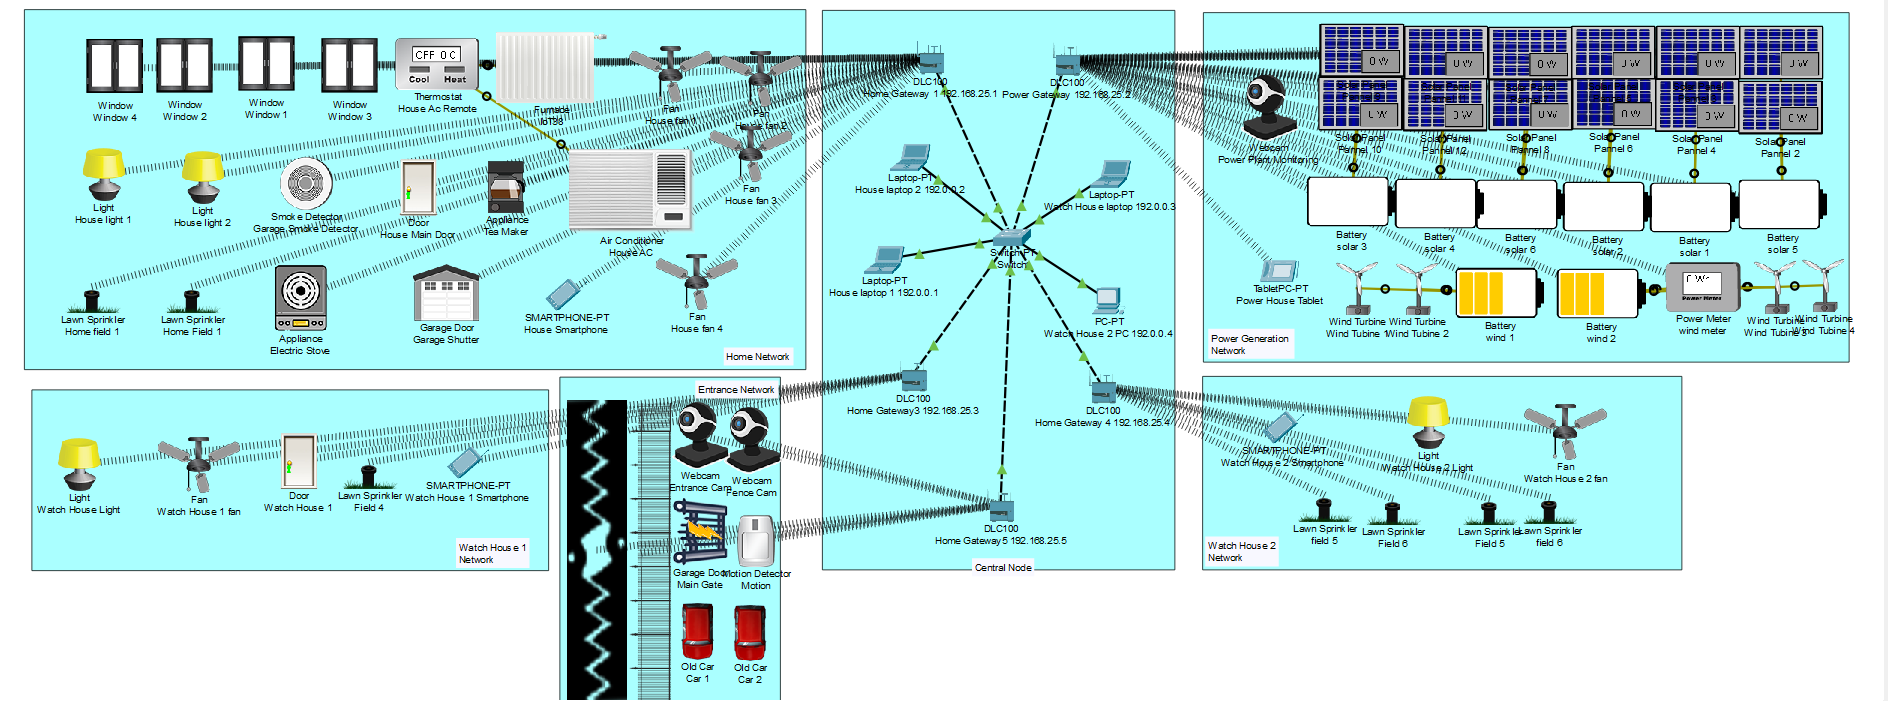 CFF 0 C
Cool Heat
Window
Window 4
Window
Window 2
Window
Window 1
Window
Window 3
Thermostat
House Ac Remote
Furnace
IoT38
Fan
House fan 1
Fan
House fan 2
Fan
House fan 3
Light
House light 1
Light
House light 2
Smoke Detector
Garage Smoke Detector
Door
House Main Door
Appliance
Tea Maker
Air Conditioner
House AC
Lawn Sprinkler
Home field 1
Lawn Sprinkler
Home Field 1
Appliance
Electric Stove
Garage Door
Garage Shutter
SMARTPHONE-PT
House Smartphone
Fan
House fan 4
Home Network
DLC100
Home Gateway 1 192.168.25.1
DLC100
Power Gateway 192.168.25.2
Laptop-PT
House laptop 2 192.0.0.2
Laptop-PT
Watch House laptop 192.0.0.3
Switch-PT
Switch
Laptop-PT
House laptop 1 192.0.0.1
PC-PT
Watch House 2 PC 192.0.0.4
DLC100
Home Gateway3 192.168.25.3
DLC100
Home Gateway 4 192.168.25.4
DLC100
Home Gateway5 192.168.25.5
Central Node
0 W
0 W
0 W
0 W
0 W
0 W
0 W
0 W
0 W
0 W
0 W
0 W
Webcam
Power Plant Monitoring
Solar Panel
Pannel 10
Solar Panel
Pannel 12
Solar Panel
Pannel 8
Solar Panel
Pannel 6
Solar Panel
Pannel 4
Solar Panel
Pannel 2
Battery
solar 3
Battery
solar 4
Battery
solar 6
Battery
solar 2
Battery
solar 1
Battery
solar 5
TabletPC-PT
Power House Tablet
Wind Turbine
Wind Tubine 1
Wind Turbine
Wind Tubine 2
Battery
wind 1
Battery
wind 2
0 W
Power Meter
Power Meter
wind meter
Wind Turbine
Wind Tubine 3
Wind Turbine
Wind Tubine 4
Power Generation
Network
Light
Watch House Light
Fan
Watch House 1 fan
Door
Watch House 1
Lawn Sprinkler
Field 4
SMARTPHONE-PT
Watch House 1 Smartphone
Watch House 1
Network
Entrance Network
Webcam
Entrance Cam
Webcam
Fence Cam
Garage Door
Main Gate
Motion Detector
Motion
Old Car
Car 1
Old Car
Car 2
SMARTPHONE-PT
Watch House 2 Smartphone
Light
Watch House 2 Light
Fan
Watch House 2 fan
Lawn Sprinkler
field 5
Lawn Sprinkler
Field 6
Lawn Sprinkler
Field 5
Lawn Sprinkler
field 6
Watch House 2
Network